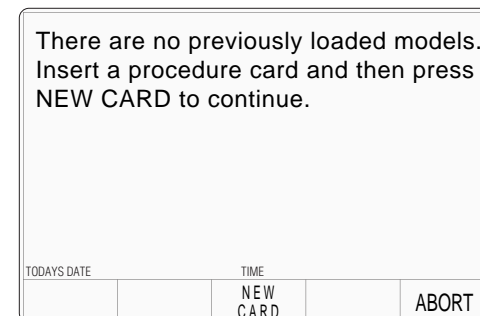 There are no previously loaded models.
Insert a procedure card and then press
NEW CARD to continue.
TODAYS DATE TIME
NEW
CARD
ABORT